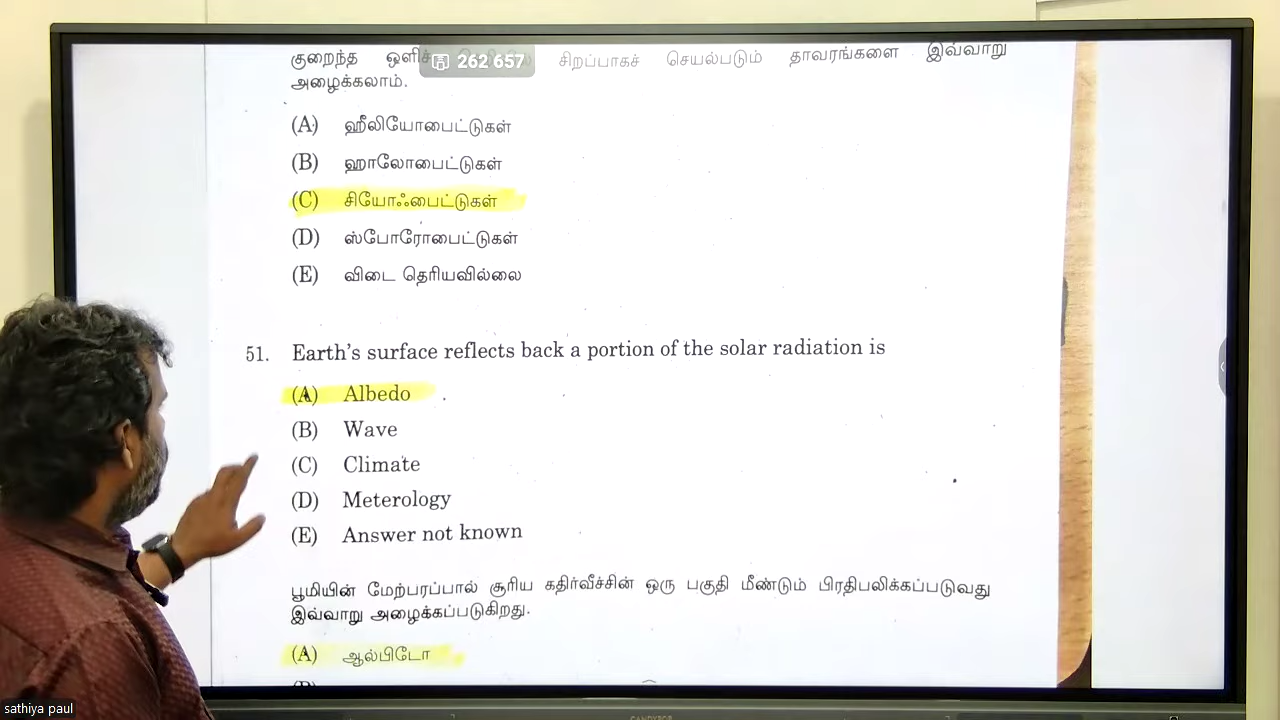 குறைந்த சிறப்பாகச் செயல்படும் தாவரங்களை இவ்வாறு
262 657
அழைக்கலாம்.
(A) ஹீலியோபைட்டுகள்
(B) ஹாலோபைட்டுகள்
(C) சியோஃபைட்டுகள்
(D) ஸ்போரோபைட்டுகள்
(E) விடை தெரியவில்லை
51. Earth's surface reflects back a portion of the solar radiation is
(A) Albedo
(B) Wave
(C) Climate
(D) Meterology
(E) Answer not known
பூமியின் மேற்பரப்பால் சூரிய கதிர்வீச்சின் ஒரு பகுதி மீண்டும் பிரதிபலிக்கப்படுவது
இவ்வாறு அழைக்கப்படுகிறது.
(A) ஆல்பிடோ
sathiya paul